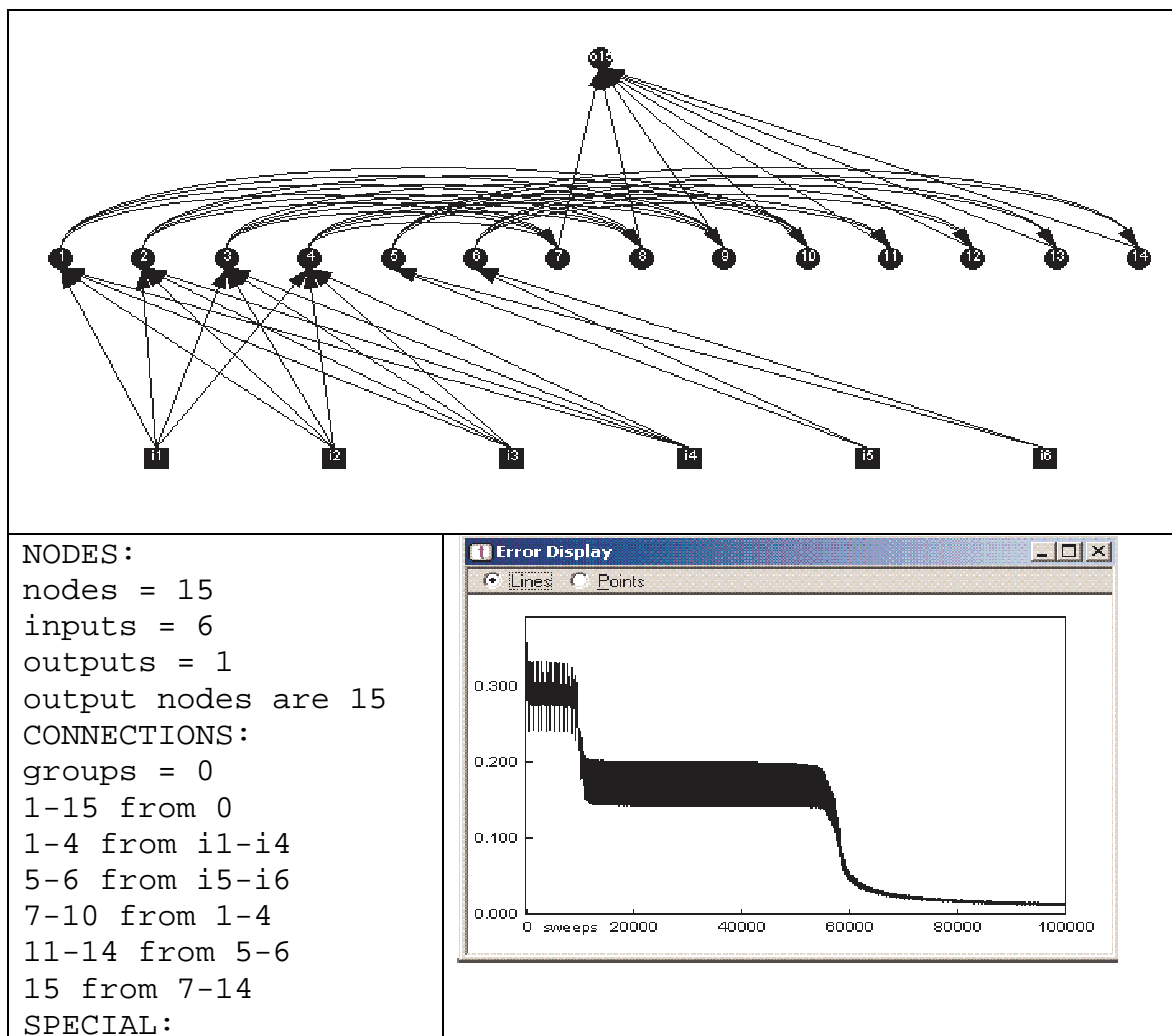 o15
1 2 3 4 5 6 7 8 9 10 11 12 13 14
i1 i2 i3 i4 i5 i6
NODES:
nodes = 15
inputs = 6
outputs = 1
output nodes are 15
CONNECTIONS:
groups = 0
1-15 from 0
1-4 from i1-i4
5-6 from i5-i6
7-10 from 1-4
11-14 from 5-6
15 from 7-14
SPECIAL:
Error Display
Lines Points
0.300
0.200
0.100
0.000
0 sweeps 20000 40000 60000 80000 100000